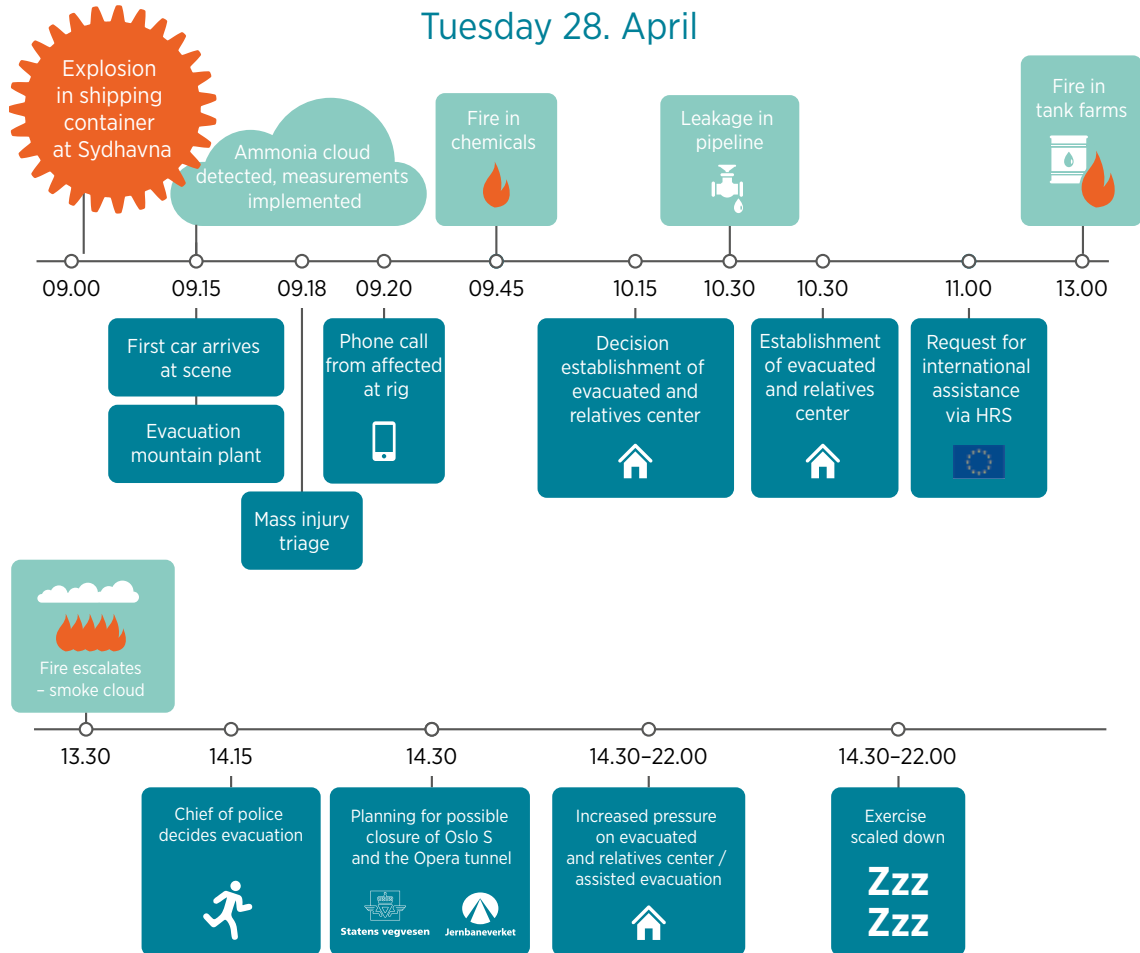 Tuesday 28. April
Explosion
in shipping
container
at Sydhavna
Ammonia cloud
detected, measurements
implemented
Fire in
chemicals
Leakage in
pipeline
Fire in
tank farms
09.00
09.15
09.18
09.20
09.45
10.15
10.30
10.30
11.00
13.00
First car arrives
at scene
Evacuation
mountain plant
Mass injury
triage
Phone call
from affected
at rig
Decision
establishment of
evacuated and
relatives center
Establishment
of evacuated
and relatives
center
Request for
international
assistance
via HRS
Fire escalates
– smoke cloud
13.30
14.15
14.30
14.30–22.00
14.30–22.00
Chief of police
decides evacuation
Planning for possible
closure of Oslo S
and the Opera tunnel
Statens vegvesen
Jernbaneverket
Increased pressure
on evacuated
and relatives center /
assisted evacuation
Exercise
scaled down
Zzz
Zzz